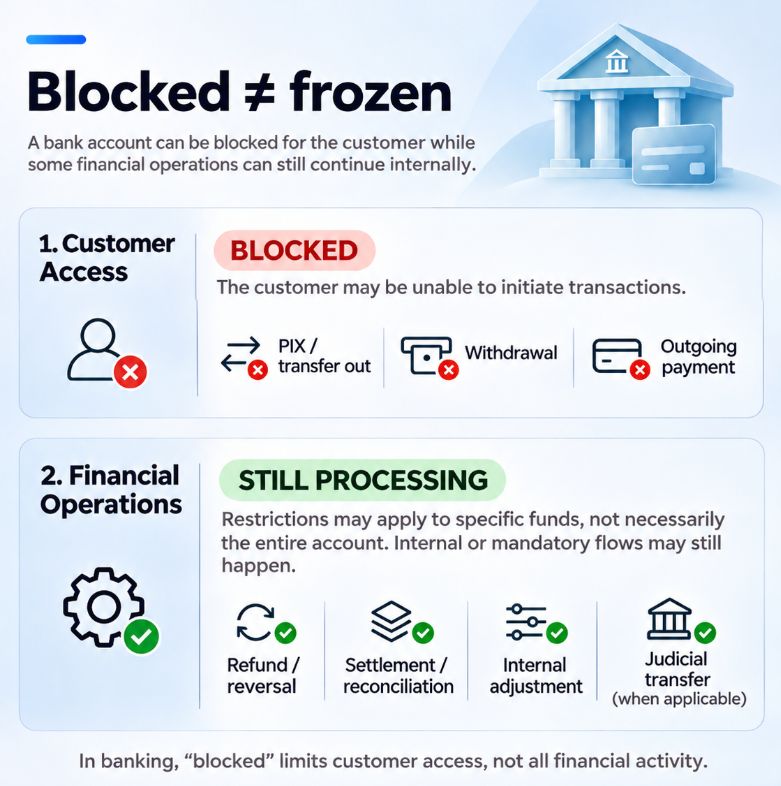 Blocked ≠ frozen
A bank account can be blocked for the customer while
some financial operations can still continue internally.
1. Customer
Access
BLOCKED
The customer may be unable to initiate transactions.
PIX /
transfer out
Withdrawal
Outgoing
payment
2. Financial
Operations
STILL PROCESSING
Restrictions may apply to specific funds, not necessarily
the entire account. Internal or mandatory flows may still
happen.
Refund /
reversal
Settlement /
reconciliation
Internal
adjustment
Judicial
transfer
(when applicable)
In banking, “blocked” limits customer access, not all financial activity.